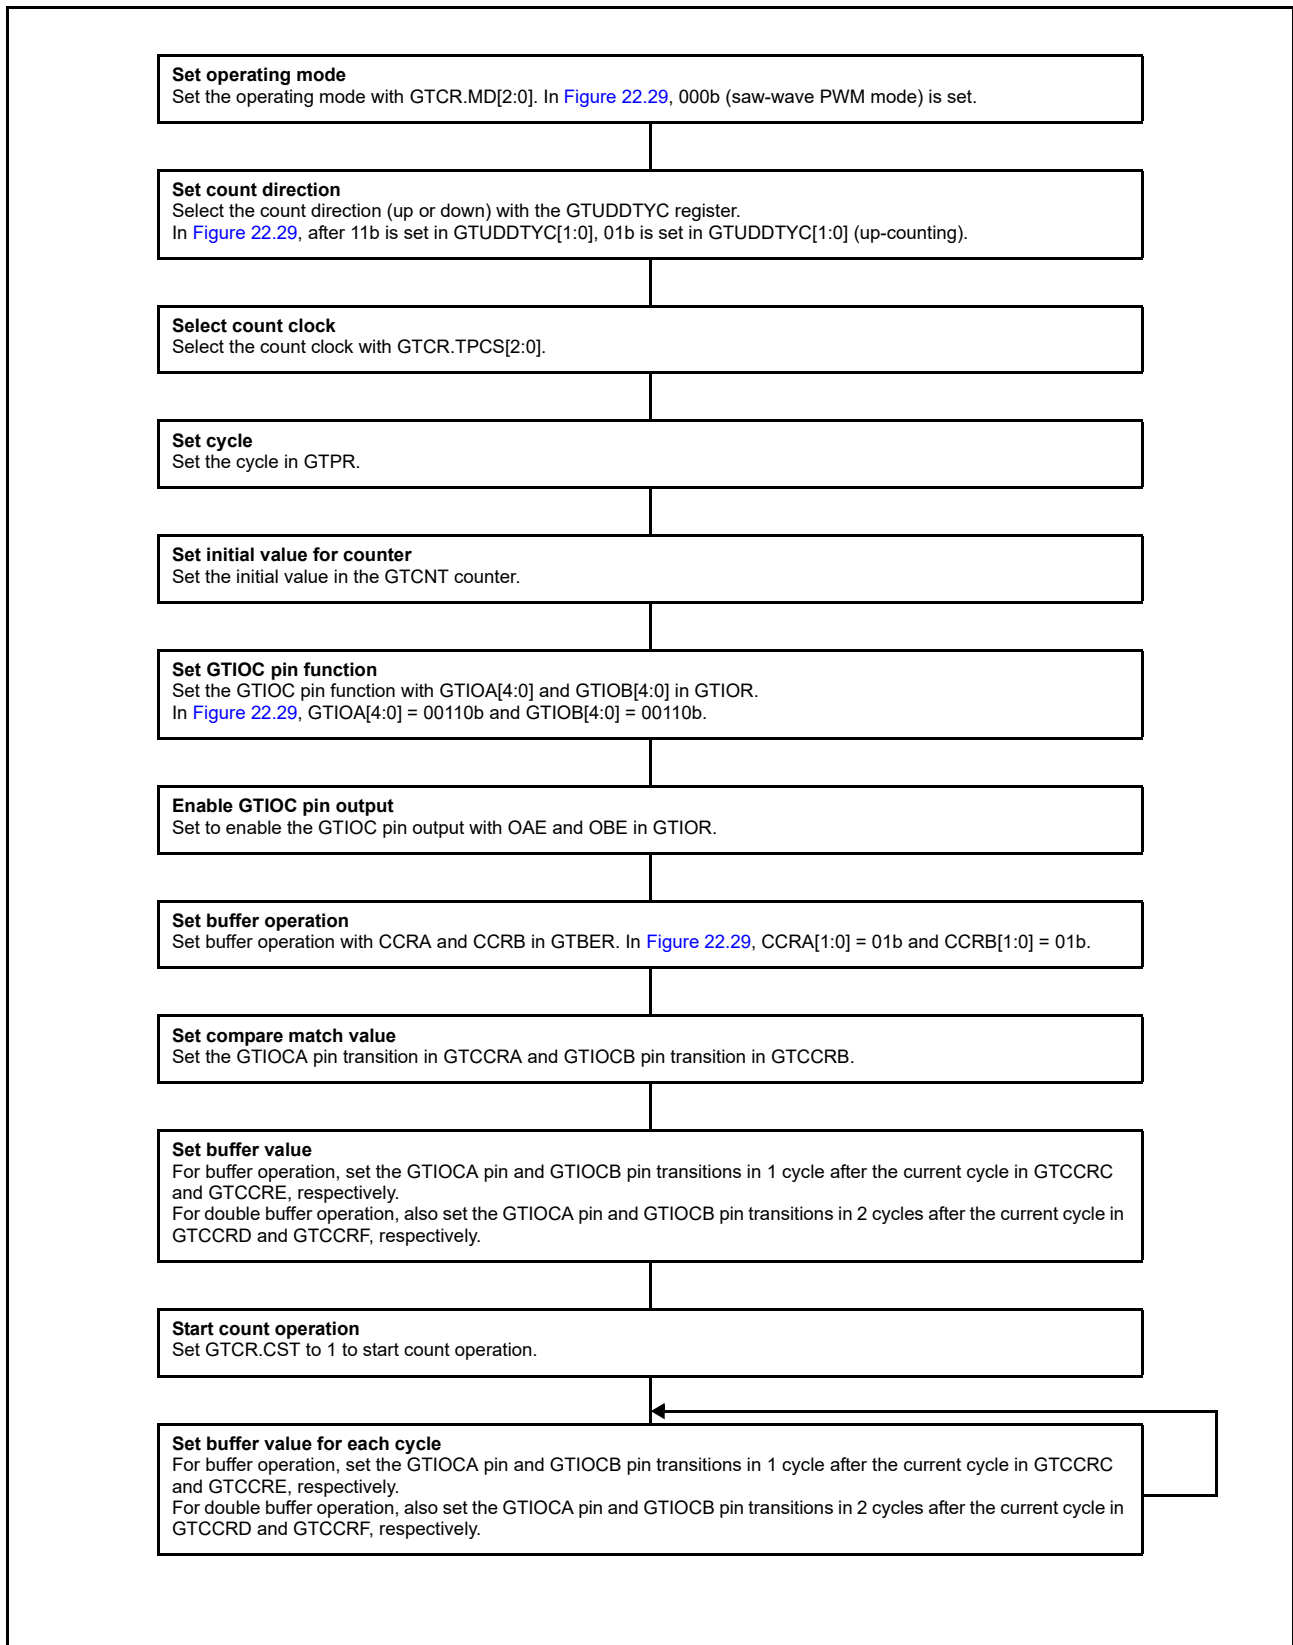 Set operating mode
Set the operating mode with GTCR.MD[2:0]. In Figure 22.29, 000b (saw-wave PWM mode) is set.
Set count direction
Select the count direction (up or down) with the GTUDDTYC register.
In Figure 22.29, after 11b is set in GTUDDTYC[1:0], 01b is set in GTUDDTYC[1:0] (up-counting).
Select count clock
Select the count clock with GTCR.TPCS[2:0].
Set cycle
Set the cycle in GTPR.
Set initial value for counter
Set the initial value in the GTCNT counter.
Set GTIOC pin function
Set the GTIOC pin function with GTIOA[4:0] and GTIOB[4:0] in GTIOR.
In Figure 22.29, GTIOA[4:0] = 00110b and GTIOB[4:0] = 00110b.
Enable GTIOC pin output
Set to enable the GTIOC pin output with OAE and OBE in GTIOR.
Set buffer operation
Set buffer operation with CCRA and CCRB in GTBER. In Figure 22.29, CCRA[1:0] = 01b and CCRB[1:0] = 01b.
Set compare match value
Set the GTIOCA pin transition in GTCCRA and GTIOCB pin transition in GTCCRB.
Set buffer value
For buffer operation, set the GTIOCA pin and GTIOCB pin transitions in 1 cycle after the current cycle in GTCCRC
and GTCCRE, respectively.
For double buffer operation, also set the GTIOCA pin and GTIOCB pin transitions in 2 cycles after the current cycle in
GTCCRD and GTCCRF, respectively.
Start count operation
Set GTCR.CST to 1 to start count operation.
Set buffer value for each cycle
For buffer operation, set the GTIOCA pin and GTIOCB pin transitions in 1 cycle after the current cycle in GTCCRC
and GTCCRE, respectively.
For double buffer operation, also set the GTIOCA pin and GTIOCB pin transitions in 2 cycles after the current cycle in
GTCCRD and GTCCRF, respectively.